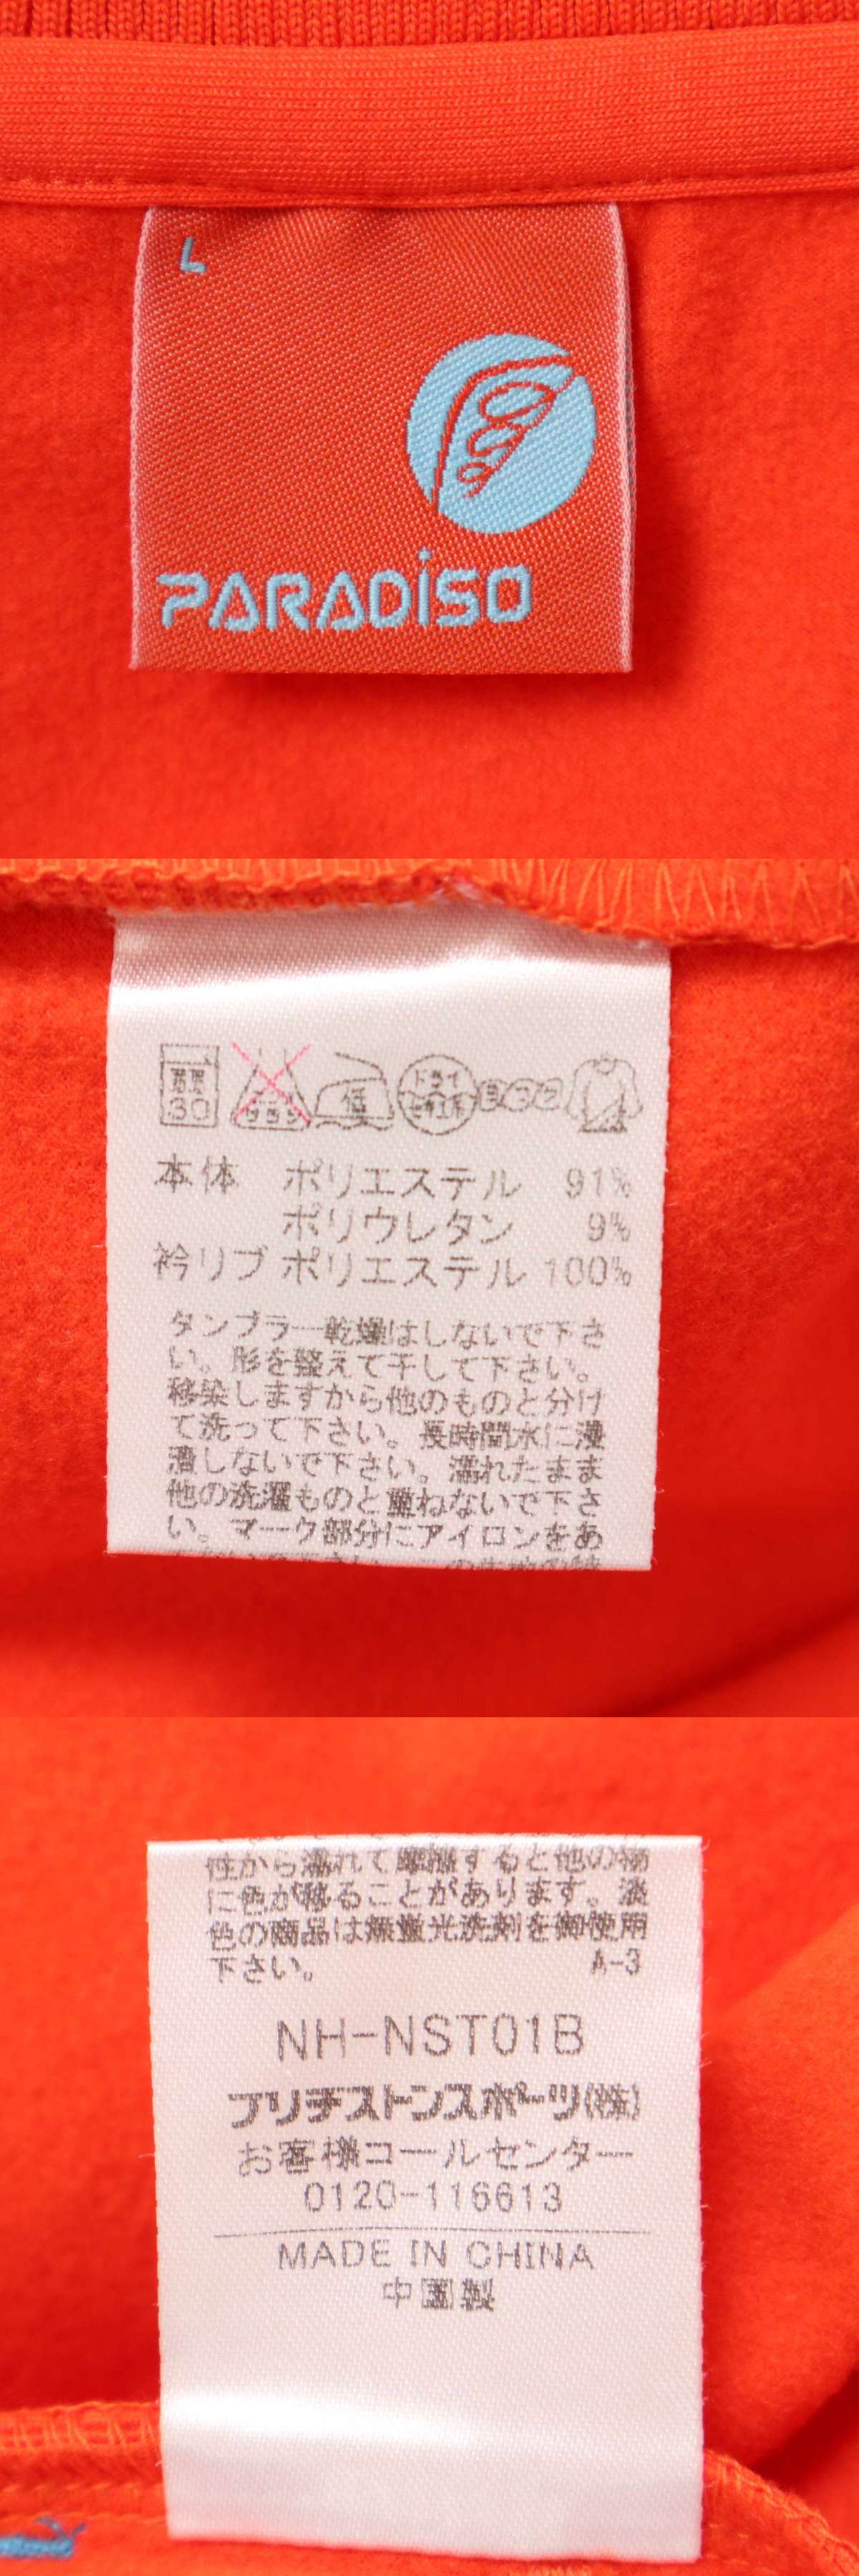 L
PARADISO
30
低
ドライ
本体 ポリエステル 91%
ポリウレタン 9%
衿リブ ポリエステル 100%
タンブラー乾燥はしないで下さ
い。形を整えて干して下さい。
移染しますから他のものと分け
て洗って下さい。長時間水に浸
漬しないで下さい。濡れたまま
他の洗濯ものと重ねないで下さ
い。マーク部分にアイロンをあ
性から濡れて摩擦すると他の物
に色が移ることがあります。淡
色の商品は無蛍光洗剤を御使用
下さい。 A-3
NH-NST01B
ブリヂストンスポーツ(株)
お客様コールセンター
0120-116613
MADE IN CHINA
中国製